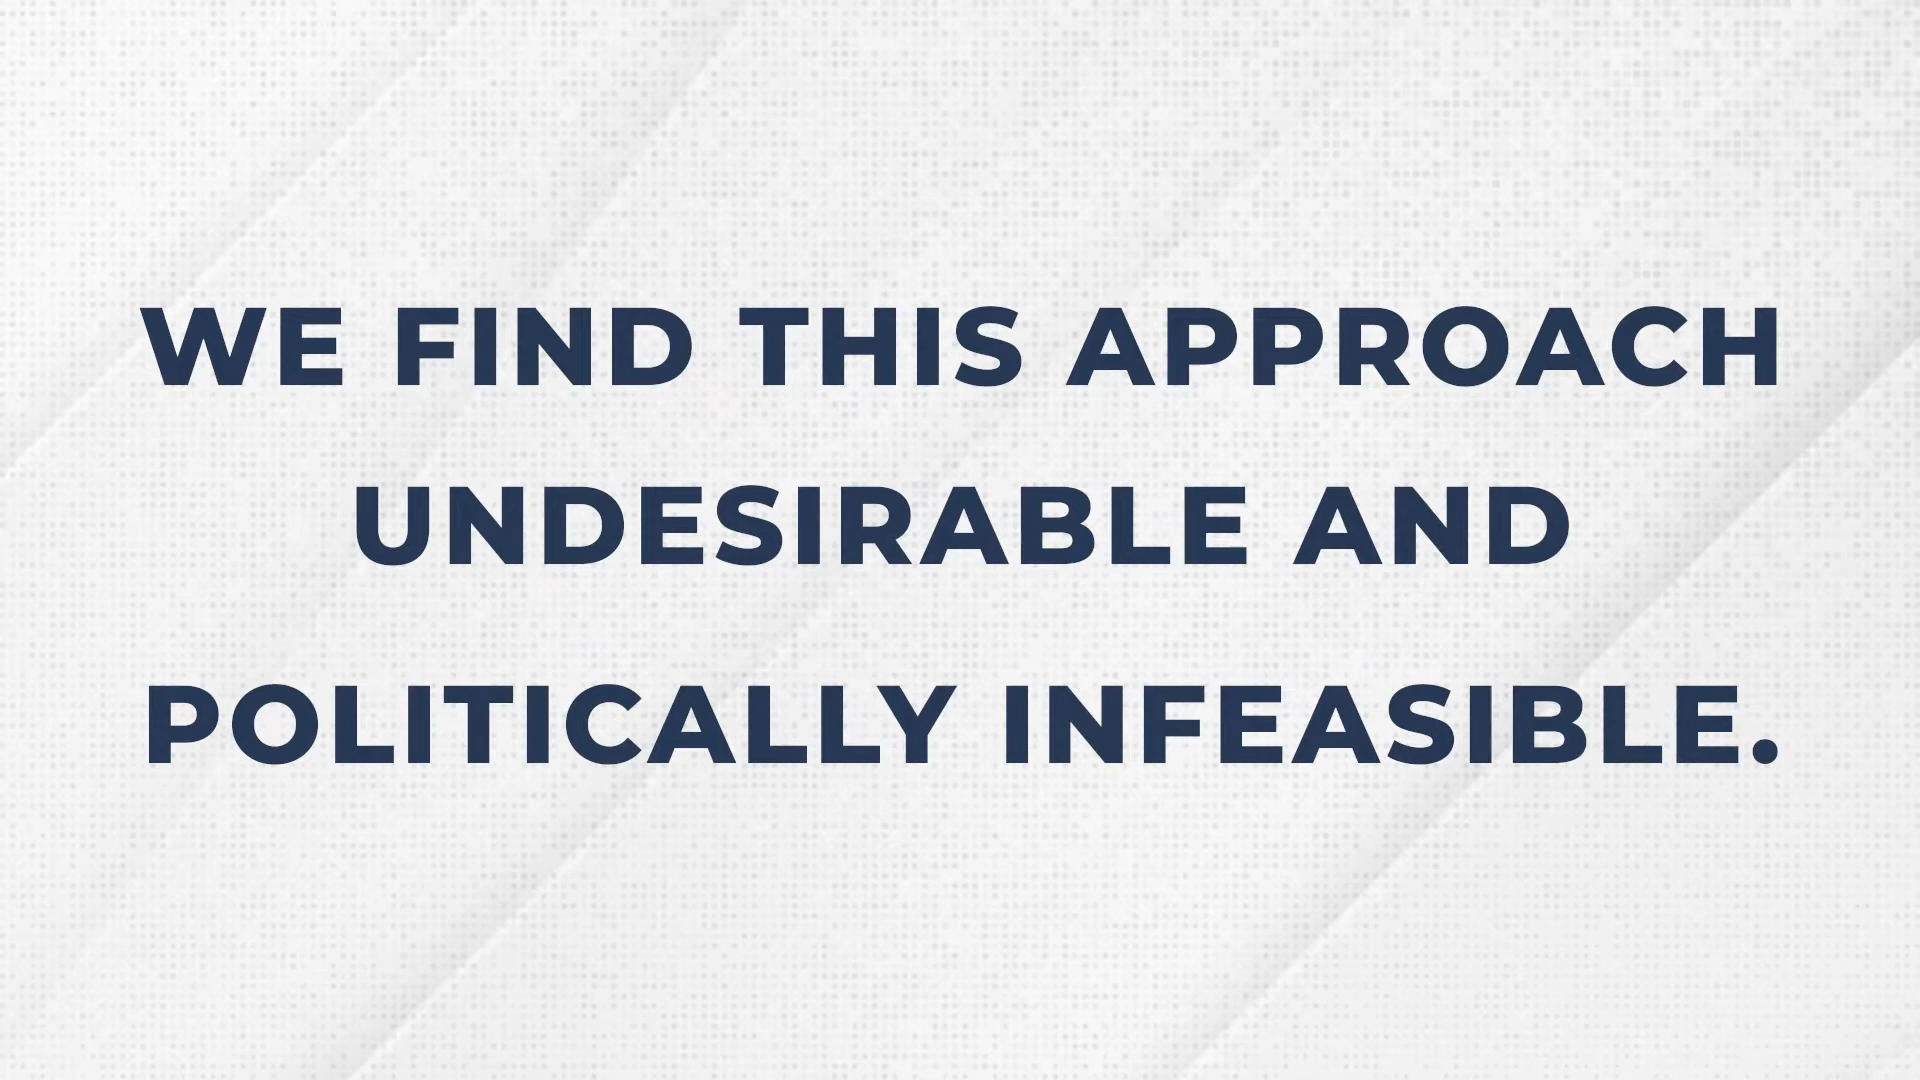 WE FIND THIS APPROACH
UNDESIRABLE AND
POLITICALLY INFEASIBLE.